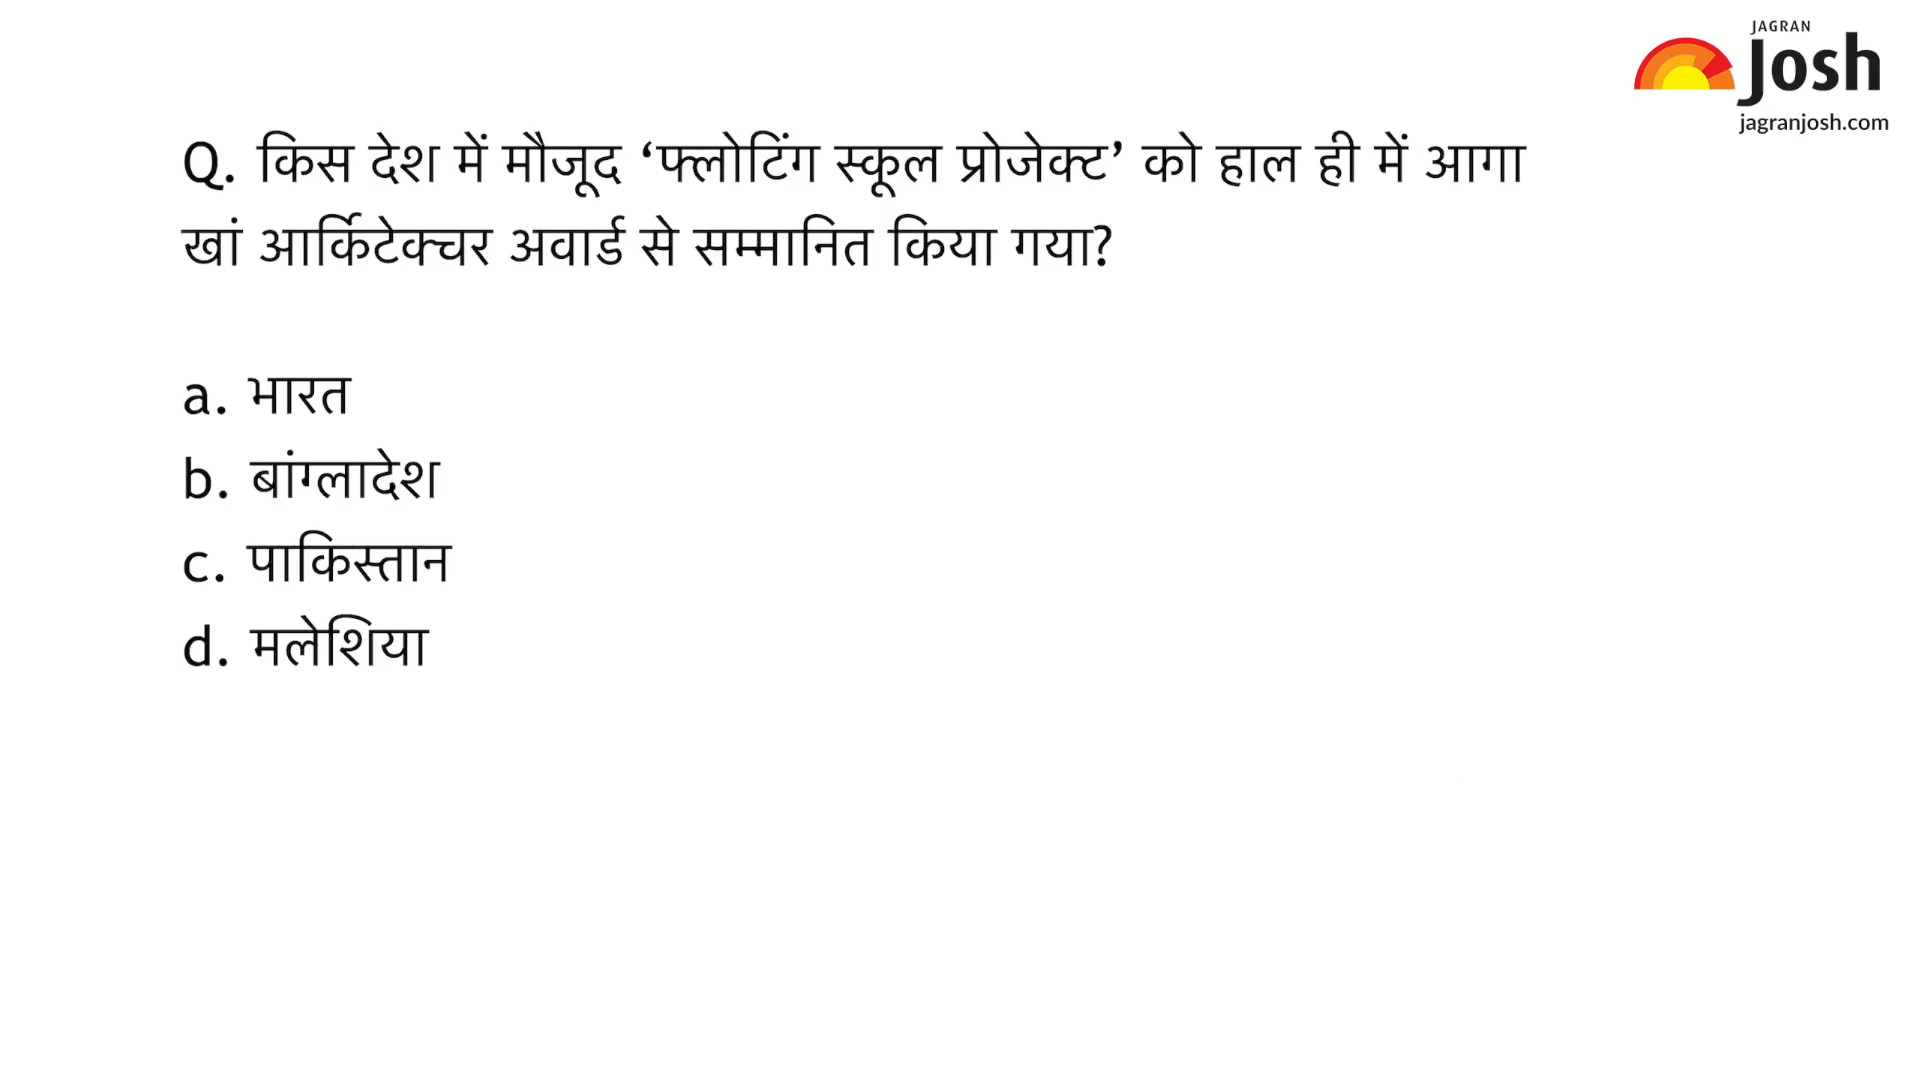 JAGRAN
Josh
jagranjosh.com
Q. किस देश में मौजूद ‘फ्लोटिंग स्कूल प्रोजेक्ट’ को हाल ही में आगा
खां आर्किटेक्चर अवार्ड से सम्मानित किया गया?
a. भारत
b. बांग्लादेश
c. पाकिस्तान
d. मलेशिया